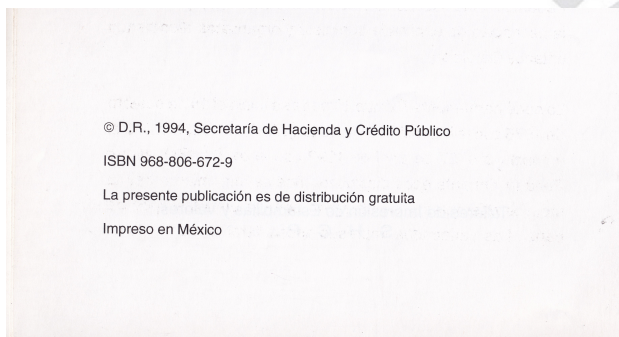 © D.R., 1994, Secretaría de Hacienda y Crédito Público
ISBN 968-806-672-9
La presente publicación es de distribución gratuita
Impreso en México